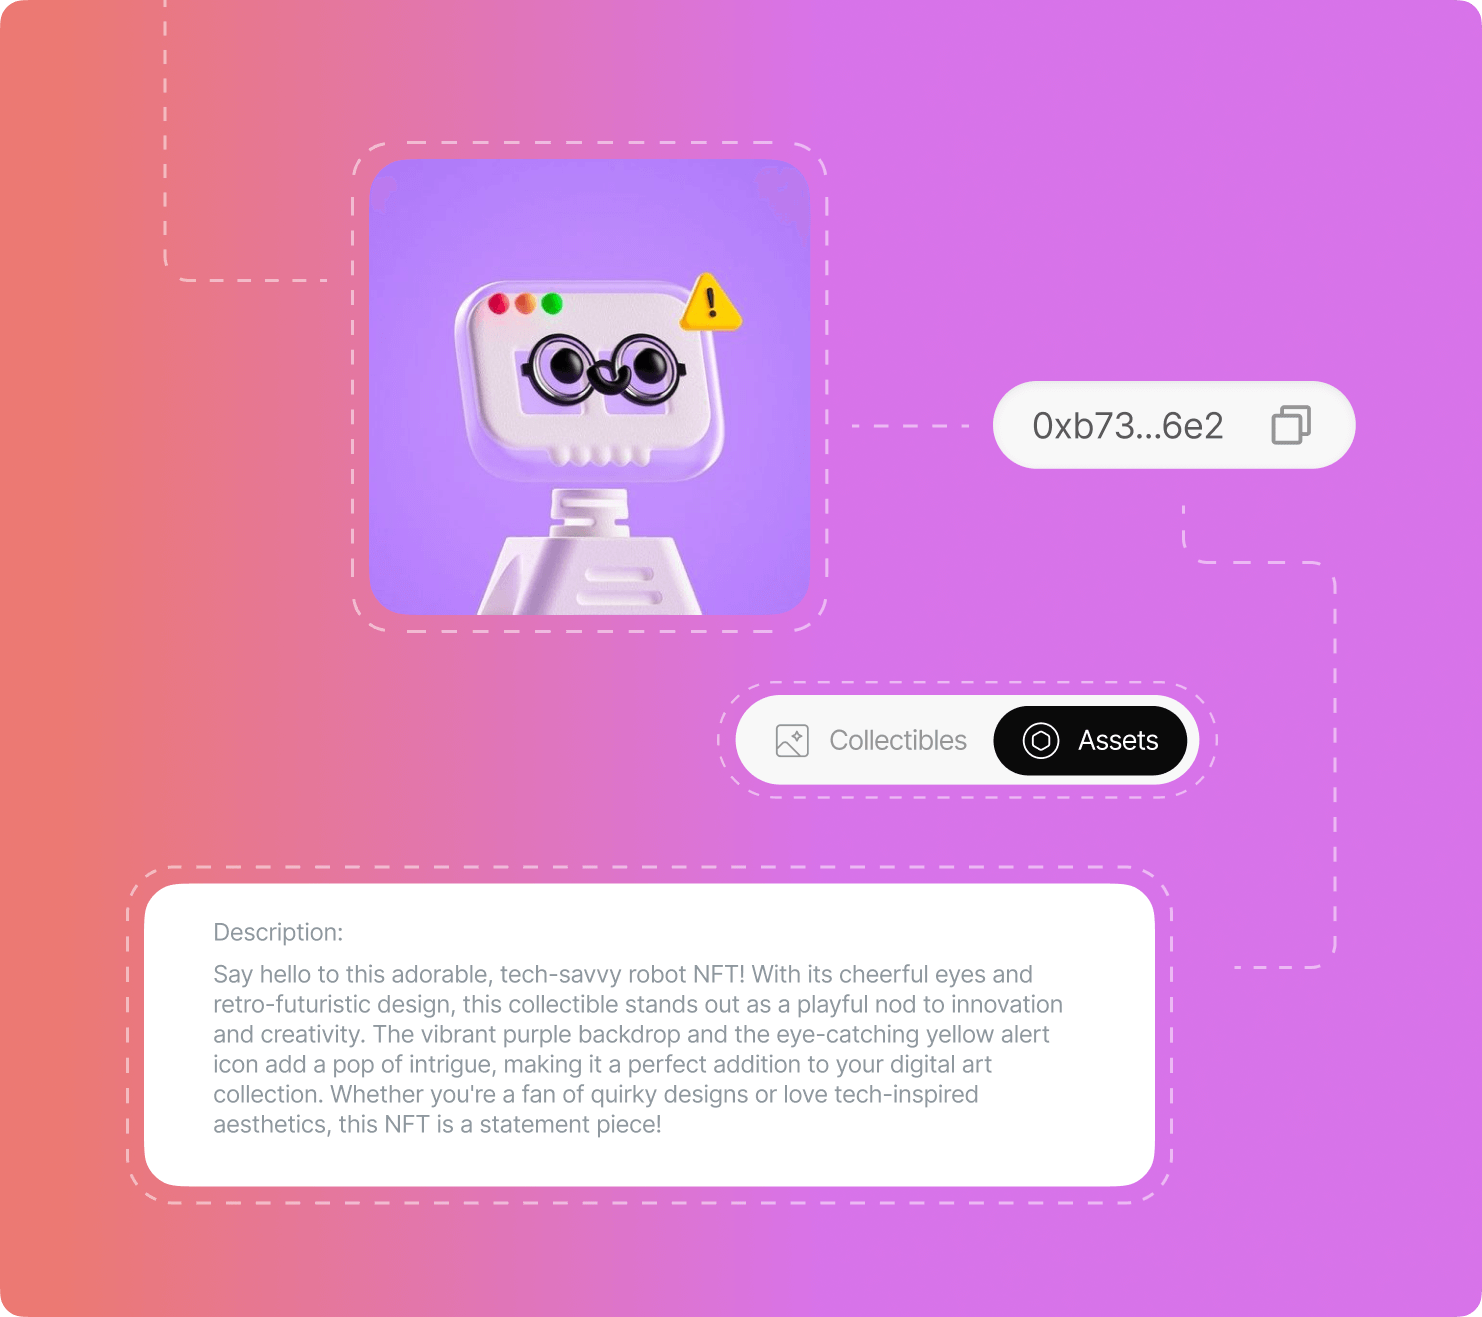 0xb73...6e2
Collectibles
Assets
Description:
Say hello to this adorable, tech-savvy robot NFT! With its cheerful eyes and
retro-futuristic design, this collectible stands out as a playful nod to innovation
and creativity. The vibrant purple backdrop and the eye-catching yellow alert
icon add a pop of intrigue, making it a perfect addition to your digital art
collection. Whether you're a fan of quirky designs or love tech-inspired
aesthetics, this NFT is a statement piece!